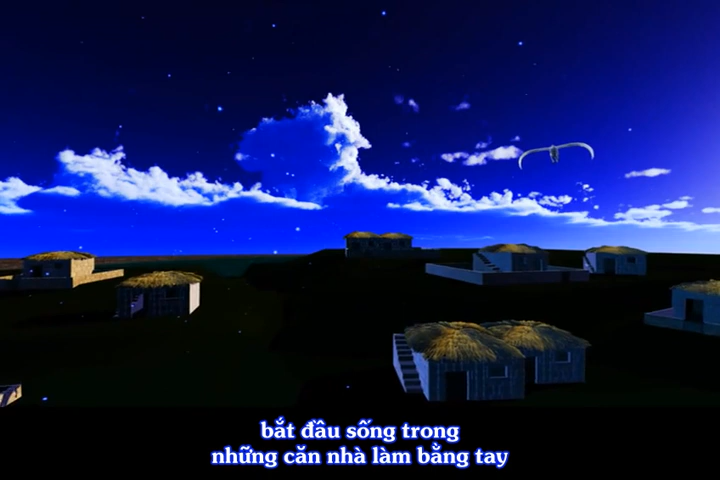 bắt đầu sống trong
những căn nhà làm bằng tay